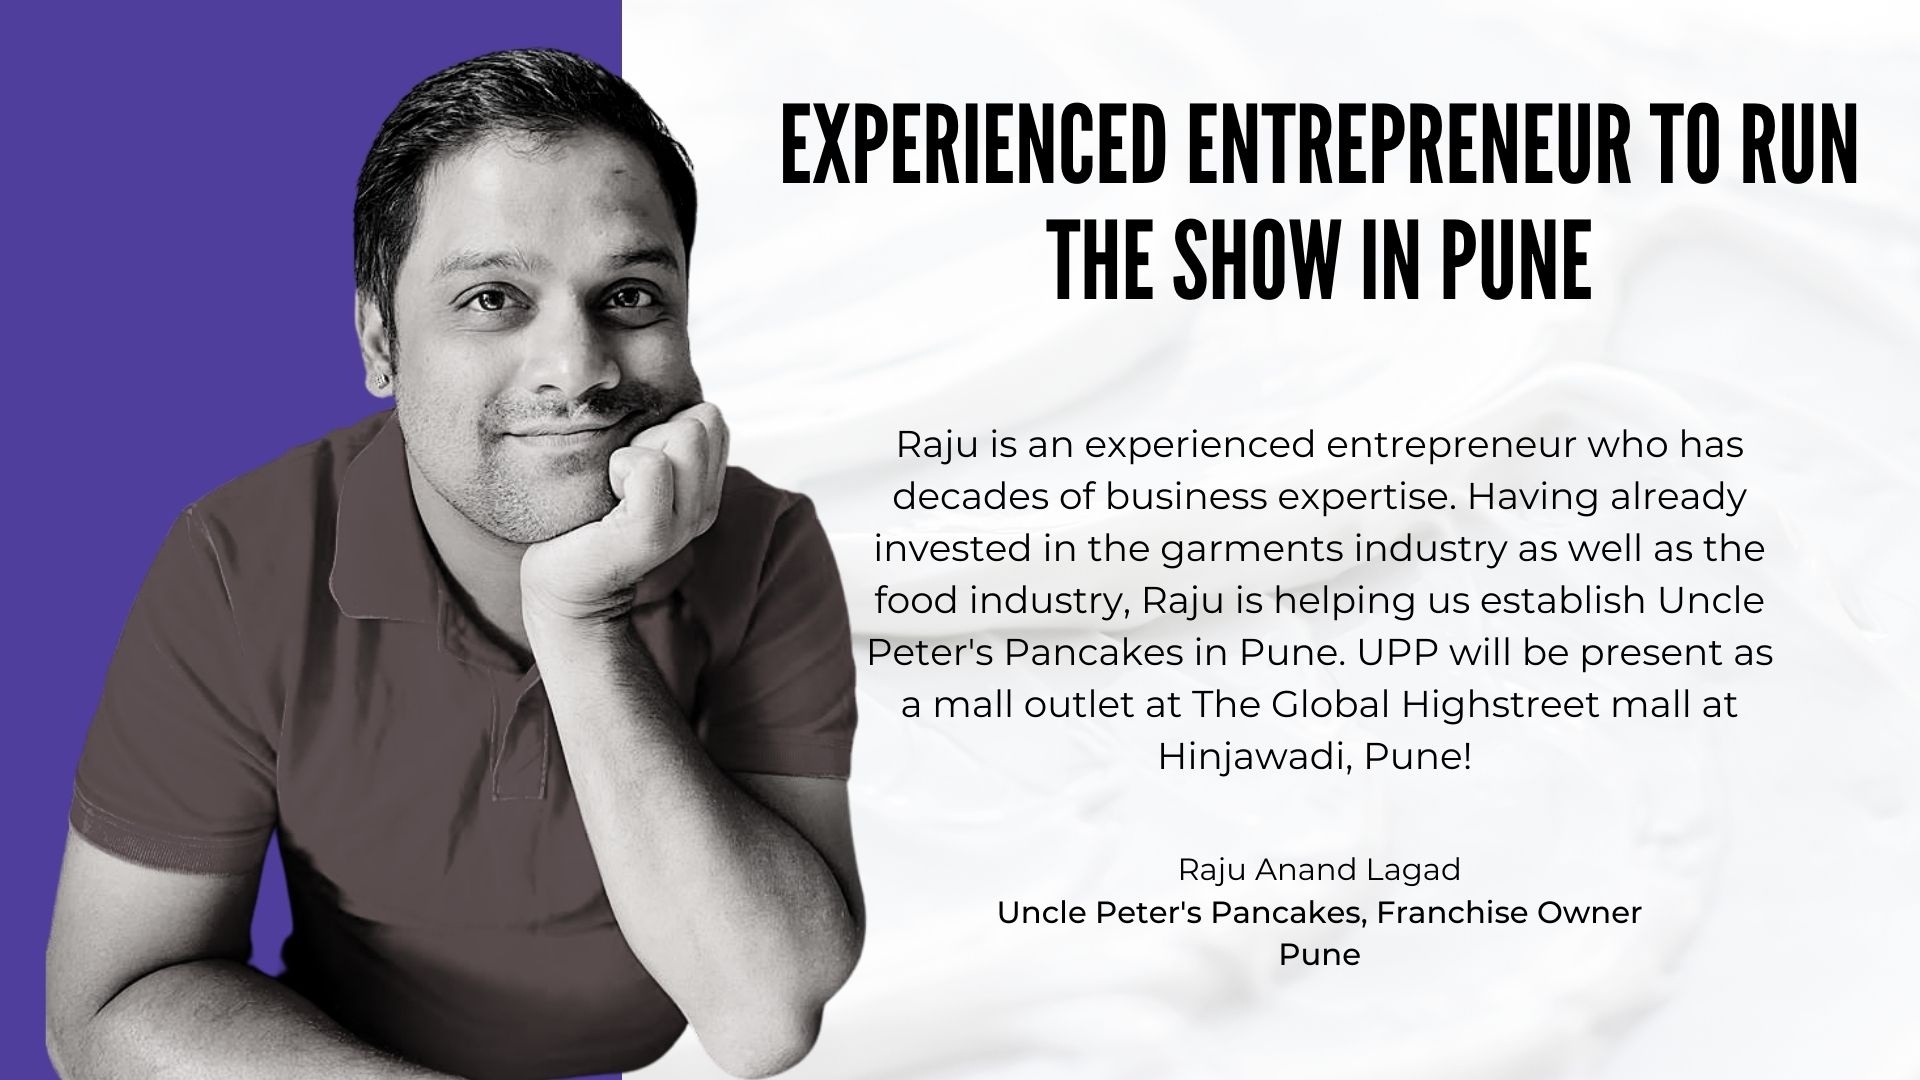 EXPERIENCED ENTREPRENEUR TO RUN
THE SHOW IN PUNE
Raju is an experienced entrepreneur who has
decades of business expertise. Having already
invested in the garments industry as well as the
food industry, Raju is helping us establish Uncle
Peter's Pancakes in Pune. UPP will be present as
a mall outlet at The Global Highstreet mall at
Hinjawadi, Pune!
Raju Anand Lagad
Uncle Peter's Pancakes, Franchise Owner
Pune